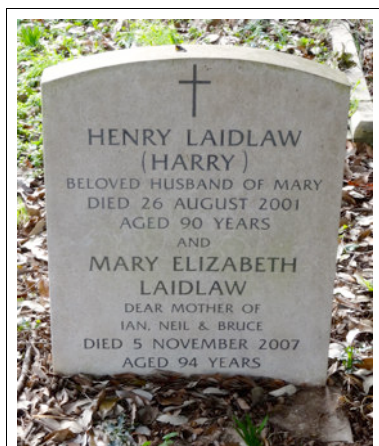 HENRY LAIDLAW
(HARRY)
BELOVED HUSBAND OF MARY
DIED 26 AUGUST 2001
AGED 90 YEARS
AND
MARY ELIZABETH
LAIDLAW
DEAR MOTHER OF
IAN, NEIL & BRUCE
DIED 5 NOVEMBER 2007
AGED 94 YEARS